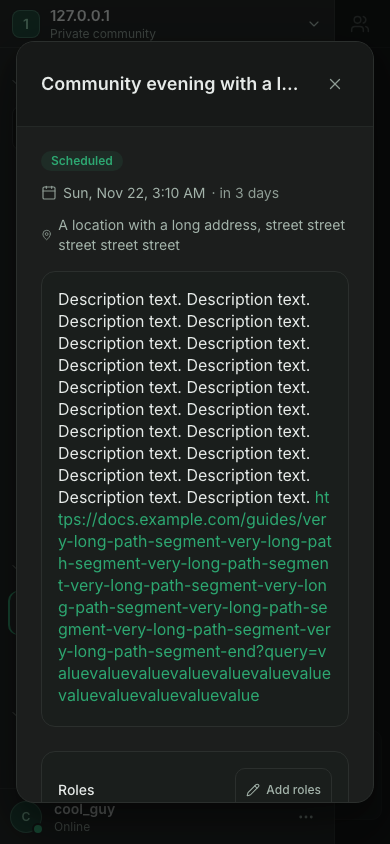 1
127.0.0.1
Private community
Community evening with a l...
Scheduled
Sun, Nov 22, 3:10 AM · in 3 days
A location with a long address, street street
street street street
Description text. Description text.
Description text. Description text.
Description text. Description text.
Description text. Description text.
Description text. Description text.
Description text. Description text.
Description text. Description text.
Description text. Description text.
Description text. Description text.
Description text. Description text. ht
tps://docs.example.com/guides/ver
y-long-path-segment-very-long-pat
h-segment-very-long-path-segmen
t-very-long-path-segment-very-lon
g-path-segment-very-long-path-se
gment-very-long-path-segment-ver
y-long-path-segment-end?query=v
aluevaluevaluevaluevaluevaluevalue
valuevaluevaluevaluevalue
Roles
Add roles
C
cool_guy
Online